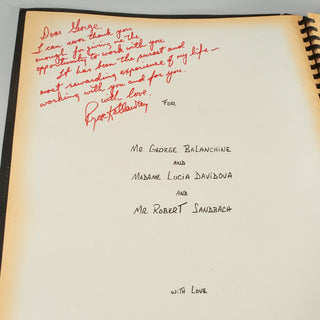 Dear George,
I can never thank you
enough for giving me the
opportunity to work with you.
It has been the purest and
most rewarding experience of my life—
working with you and for you.
with love.
FOR
MR. GEORGE BALANCHINE
AND
MADAME LUCIA DAVIDOVA
AND
MR. ROBERT SANDBACH
WITH LOVE